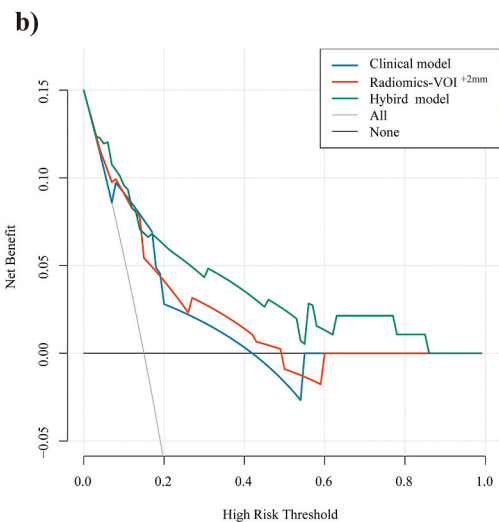 b)
Clinical model
Radiomics-VOI +2mm
Hybird model
All
None
Net Benefit
0.15
0.10
0.05
0.00
−0.05
0.0 0.2 0.4 0.6 0.8 1.0
High Risk Threshold